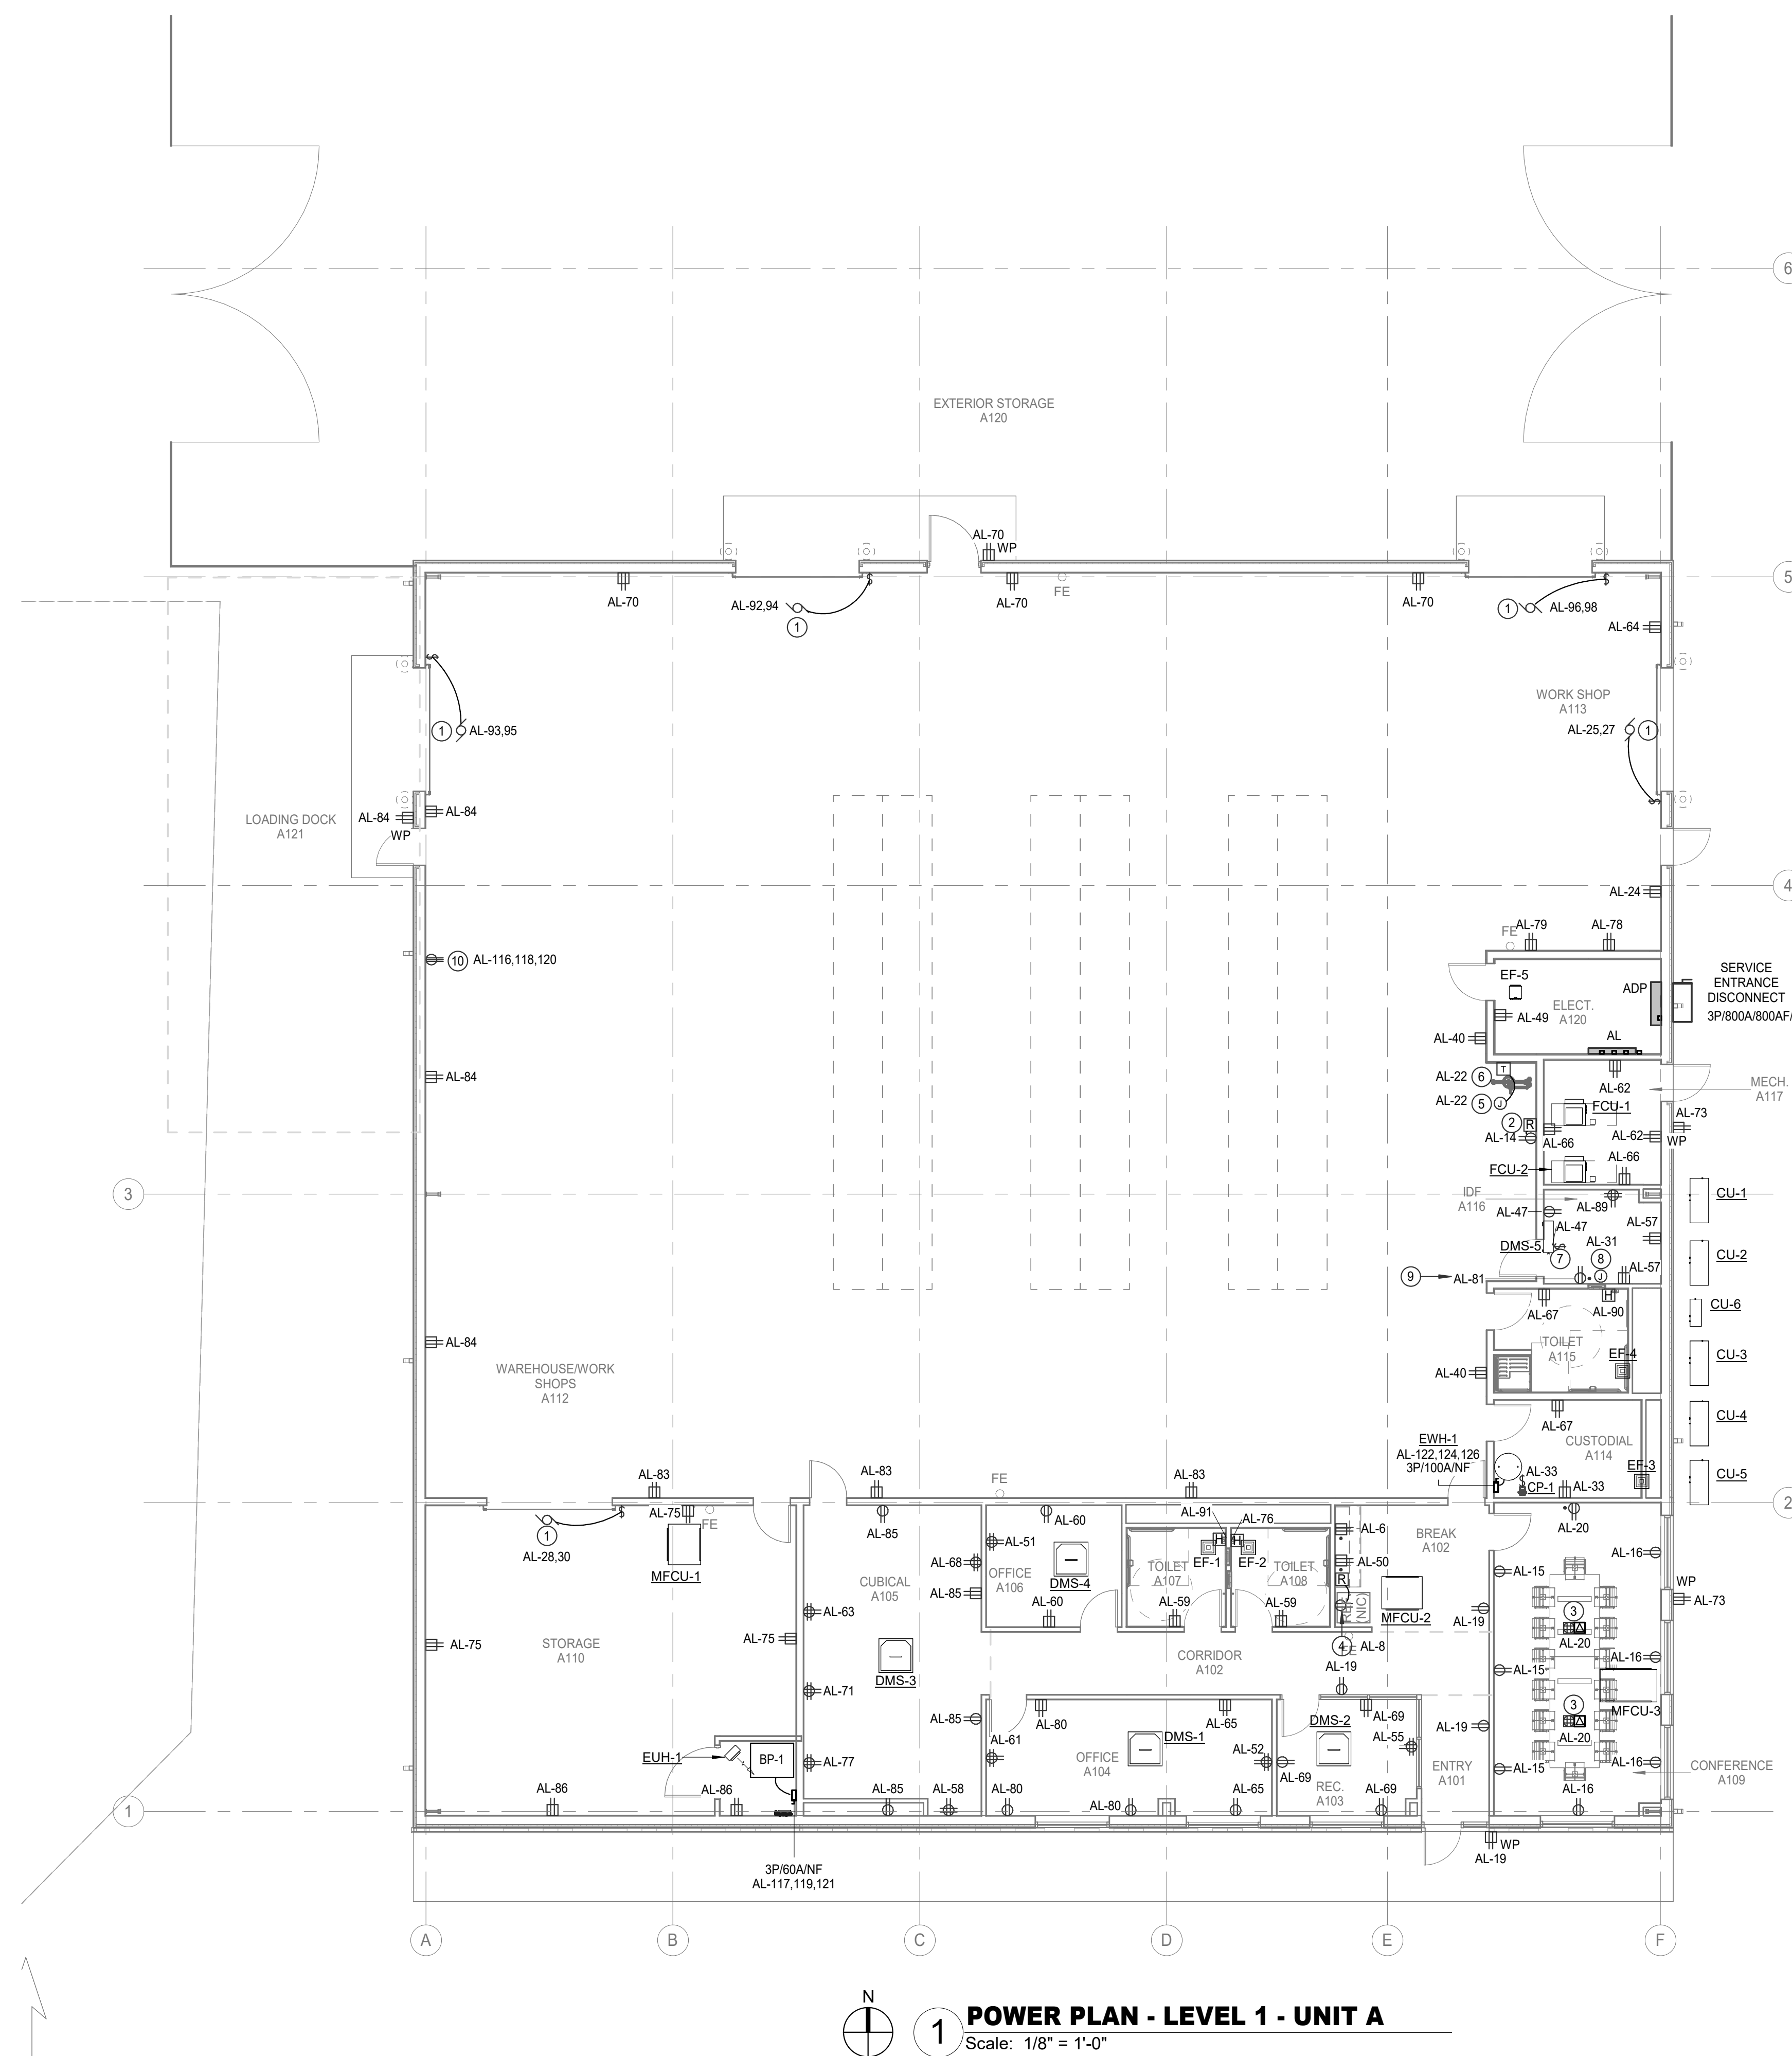 6
EXTERIOR STORAGE
A120
AL-70
WP
5
AL-70
AL-92,94
1
AL-70
FE
AL-70
1
AL-96,98
AL-64
WORK SHOP
A113
1
AL-93,95
AL-25,27
1
LOADING DOCK
A121
AL-84
WP
AL-84
4
AL-24
FE
AL-79
AL-78
10
AL-116,118,120
EF-5
ADP
SERVICE
ENTRANCE
DISCONNECT
3P/800A/800AF/
ELECT.
A120
AL-49
AL-40
AL
AL-84
AL-22
6
T
AL-22
5
J
AL-62
FCU-1
MECH.
A117
2
R
AL-14
AL-66
AL-62
AL-73
WP
AL-66
FCU-2
3
IDF
A116
AL-47
AL-89
CU-1
AL-47
AL-57
DMS-5
AL-31
7
8
J
CU-2
9
AL-81
AL-57
AL-67
H
AL-90
CU-6
AL-84
TOILET
A115
EF-4
CU-3
WAREHOUSE/WORK
SHOPS
A112
AL-40
AL-67
CU-4
EWH-1
AL-122,124,126
3P/100A/NF
CUSTODIAL
A114
EF-3
AL-33
CP-1
AL-33
CU-5
AL-83
AL-83
FE
AL-83
2
1
AL-28,30
AL-75
FE
MFCU-1
AL-85
AL-60
AL-91
AL-76
AL-6
BREAK
A102
AL-20
AL-51
H
H
AL-68
OFFICE
A106
DMS-4
EF-1
EF-2
AL-50
AL-16
CUBICAL
A105
AL-85
TOILET
A107
TOILET
A108
R
AL-15
WP
AL-73
AL-63
AL-60
AL-59
AL-59
(NIC)
MFCU-2
AL-19
3
AL-20
STORAGE
A110
AL-75
AL-75
4
AL-8
FE
CORRIDOR
A102
AL-19
AL-15
AL-16
DMS-3
AL-71
MFCU-3
AL-85
AL-80
AL-65
DMS-2
AL-69
3
AL-20
AL-61
DMS-1
AL-55
AL-19
EUH-1
BP-1
AL-77
OFFICE
A104
AL-52
AL-69
ENTRY
A101
AL-15
AL-16
CONFERENCE
A109
REC.
A103
1
AL-86
AL-86
AL-85
AL-58
AL-80
AL-80
AL-65
AL-69
AL-16
WP
AL-19
3P/60A/NF
AL-117,119,121
A
B
C
D
E
F
N
1
POWER PLAN - LEVEL 1 - UNIT A
Scale: 1/8" = 1'-0"